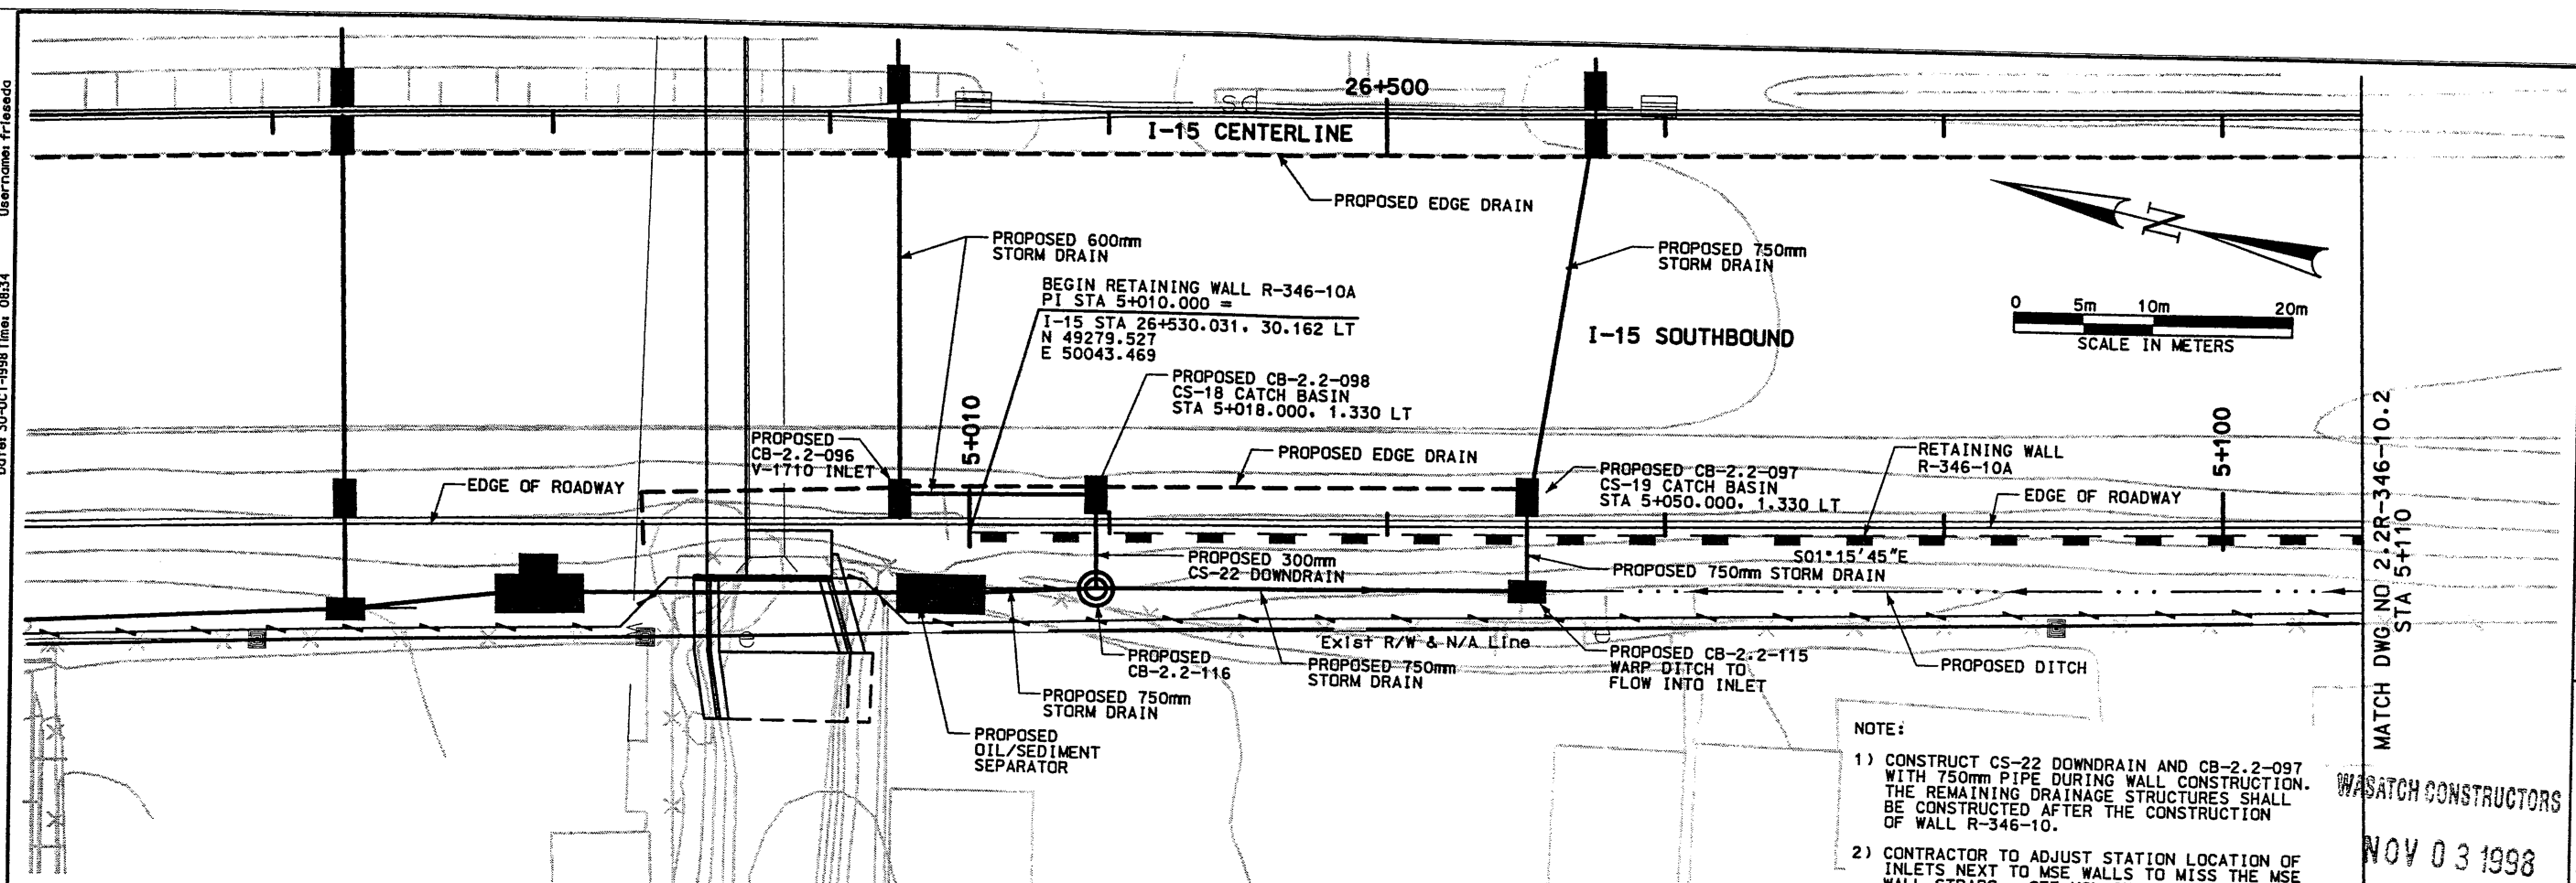 Date: 30-OCT-1998 Time: 08:34 Username: frieseda
26+500
sd
I-15 CENTERLINE
PROPOSED EDGE DRAIN
N
PROPOSED 600mm
STORM DRAIN
PROPOSED 750mm
STORM DRAIN
BEGIN RETAINING WALL R-346-10A
PI STA 5+010.000 =
I-15 STA 26+530.031, 30.162 LT
N 49279.527
E 50043.469
0 5m 10m 20m
SCALE IN METERS
I-15 SOUTHBOUND
PROPOSED CB-2.2-098
CS-18 CATCH BASIN
STA 5+018.000, 1.330 LT
5+010
5+100
PROPOSED
CB-2.2-096
V-1710 INLET
EDGE OF ROADWAY
PROPOSED EDGE DRAIN
PROPOSED CB-2.2-097
CS-19 CATCH BASIN
STA 5+050.000, 1.330 LT
RETAINING WALL
R-346-10A
EDGE OF ROADWAY
PROPOSED 300mm
CS-22 DOWNDRAIN
S01°15'45"E
PROPOSED 750mm STORM DRAIN
e
Exist R/W & N/A Line
e
PROPOSED
CB-2.2-116
PROPOSED 750mm
STORM DRAIN
PROPOSED CB-2.2-115
WARP DITCH TO
FLOW INTO INLET
PROPOSED DITCH
PROPOSED 750mm
STORM DRAIN
PROPOSED
OIL/SEDIMENT
SEPARATOR
MATCH DWG NO 2.2R-346-10.2
STA 5+110
NOTE:
1) CONSTRUCT CS-22 DOWNDRAIN AND CB-2.2-097
WITH 750mm PIPE DURING WALL CONSTRUCTION.
THE REMAINING DRAINAGE STRUCTURES SHALL
BE CONSTRUCTED AFTER THE CONSTRUCTION
OF WALL R-346-10.
2) CONTRACTOR TO ADJUST STATION LOCATION OF
INLETS NEXT TO MSE WALLS TO MISS THE MSE
WALL STRAPS.
WASATCH CONSTRUCTORS
NOV 03 1998